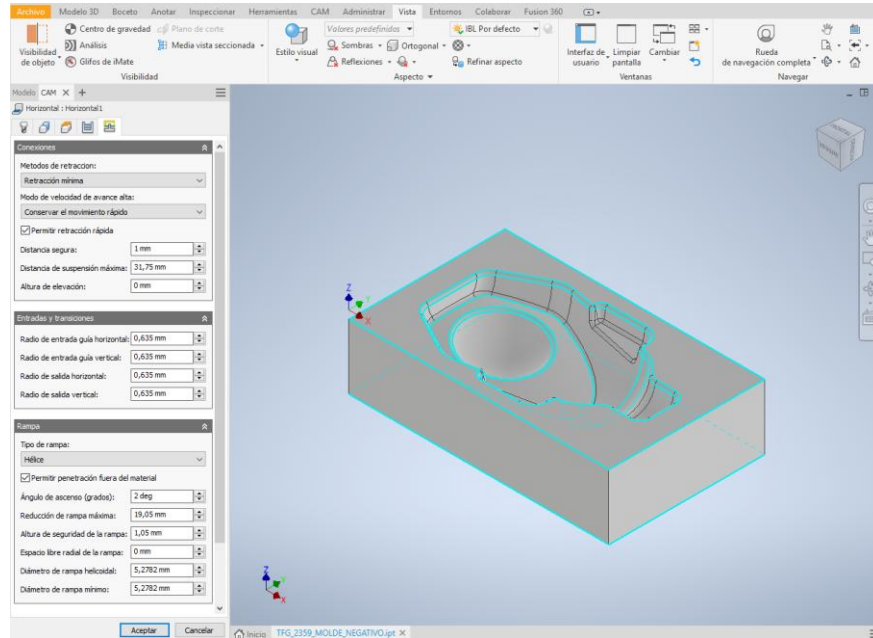 Archivo Modelo 3D Boceto Anotar Inspeccionar Herramientas CAM Administrar Vista Entornos Colaborar Fusion 360
Visibilidad de objeto
Centro de gravedad
Análisis
Glifos de iMate
Plano de corte
Media vista seccionada
Visibilidad
Estilo visual
Valores predefinidos
Sombras
Reflexiones
Ortogonal
IBL Por defecto
Refinar aspecto
Aspecto
Interfaz de usuario
Limpiar pantalla
Cambiar
Ventanas
Rueda de navegación completa
Navegar
Modelo CAM X +
Horizontal : Horizontal1
Conexiones
Metodos de retraccion:
Retracción mínima
Modo de velocidad de avance alta:
Conservar el movimiento rápido
Permitir retracción rápida
Distancia segura: 1 mm
Distancia de suspensión máxima: 31,75 mm
Altura de elevación: 0 mm
Entradas y transiciones
Radio de entrada guía horizontal: 0,635 mm
Radio de entrada guía vertical: 0,635 mm
Radio de salida horizontal: 0,635 mm
Radio de salida vertical: 0,635 mm
Rampa
Tipo de rampa:
Hélice
Permitir penetración fuera del material
Ángulo de ascenso (grados): 2 deg
Reducción de rampa máxima: 19,05 mm
Altura de seguridad de la rampa: 1,05 mm
Espacio libre radial de la rampa: 0 mm
Diámetro de rampa helicoidal: 5,2782 mm
Diámetro de rampa mínimo: 5,2782 mm
Aceptar Cancelar
Z
Y
X
Z
Y
X
Inicio TFG_2359_MOLDE_NEGATIVO.ipt X